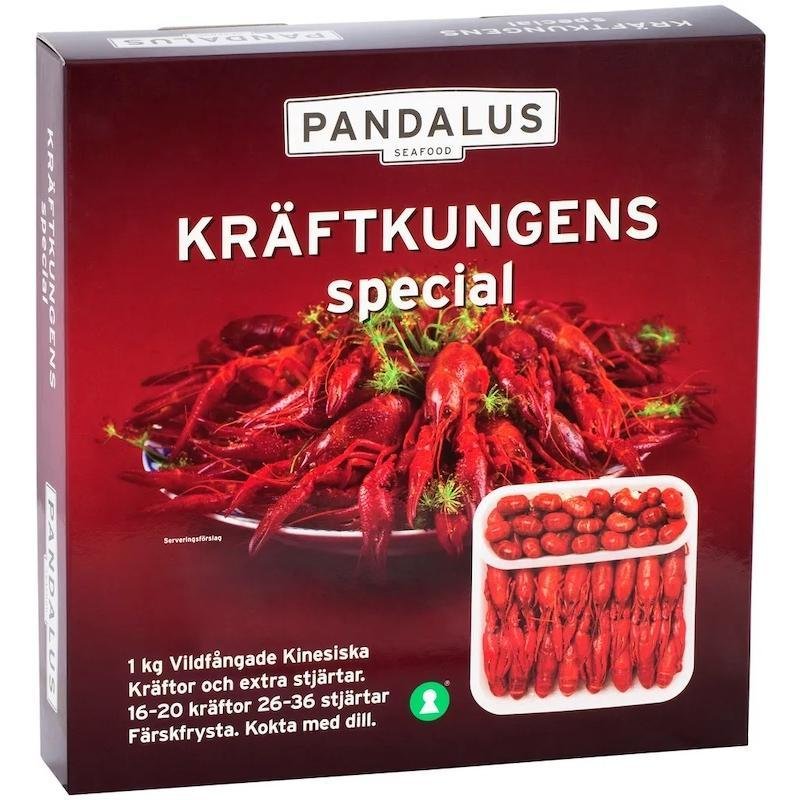 PANDALUS
KRÄFTKUNGENS
special
PANDALUS
SEAFOOD
KRÄFTKUNGENS
special
KRÄFTKUNGENS
special
PANDALUS
Serveringsförslag
1 kg Vildfångade Kinesiska
Kräftor och extra stjärtar.
16-20 kräftor 26-36 stjärtar
Färskfrysta. Kokta med dill.
®